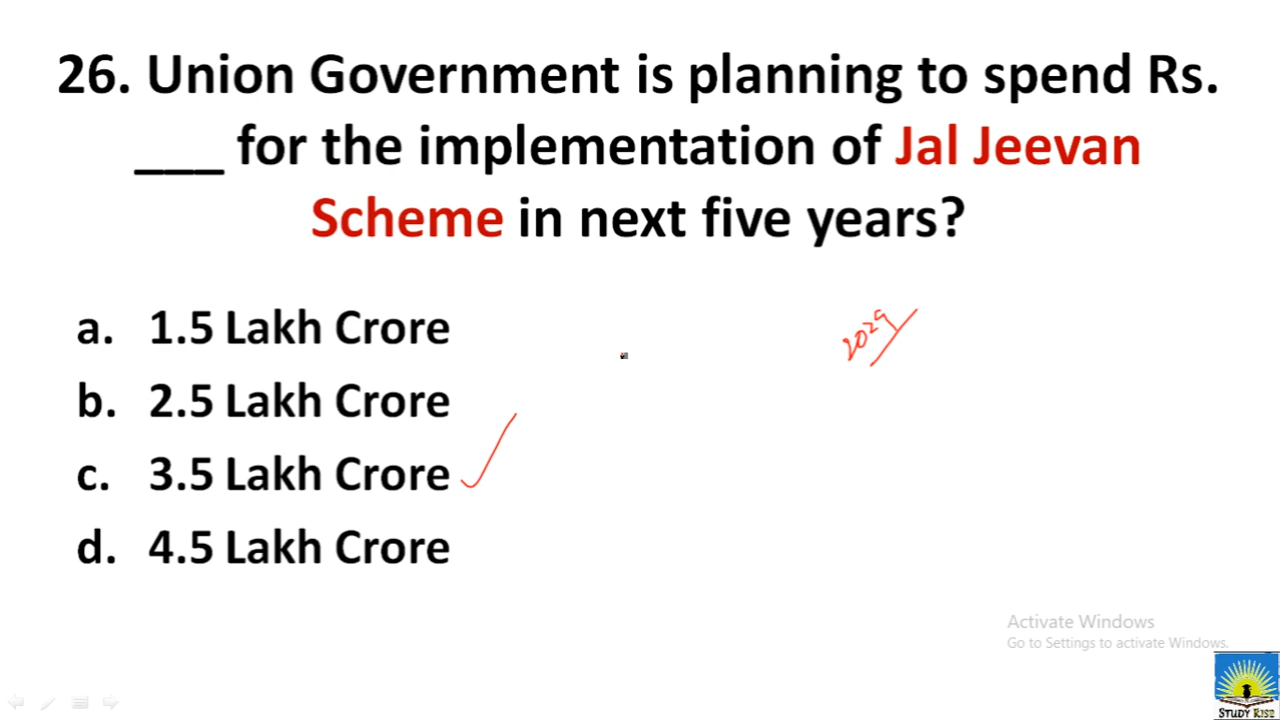 26. Union Government is planning to spend Rs.
___ for the implementation of Jal Jeevan
Scheme in next five years?
a. 1.5 Lakh Crore
2029
b. 2.5 Lakh Crore
c. 3.5 Lakh Crore
d. 4.5 Lakh Crore
Activate Windows
Go to Settings to activate Windows.
STUDY RISE